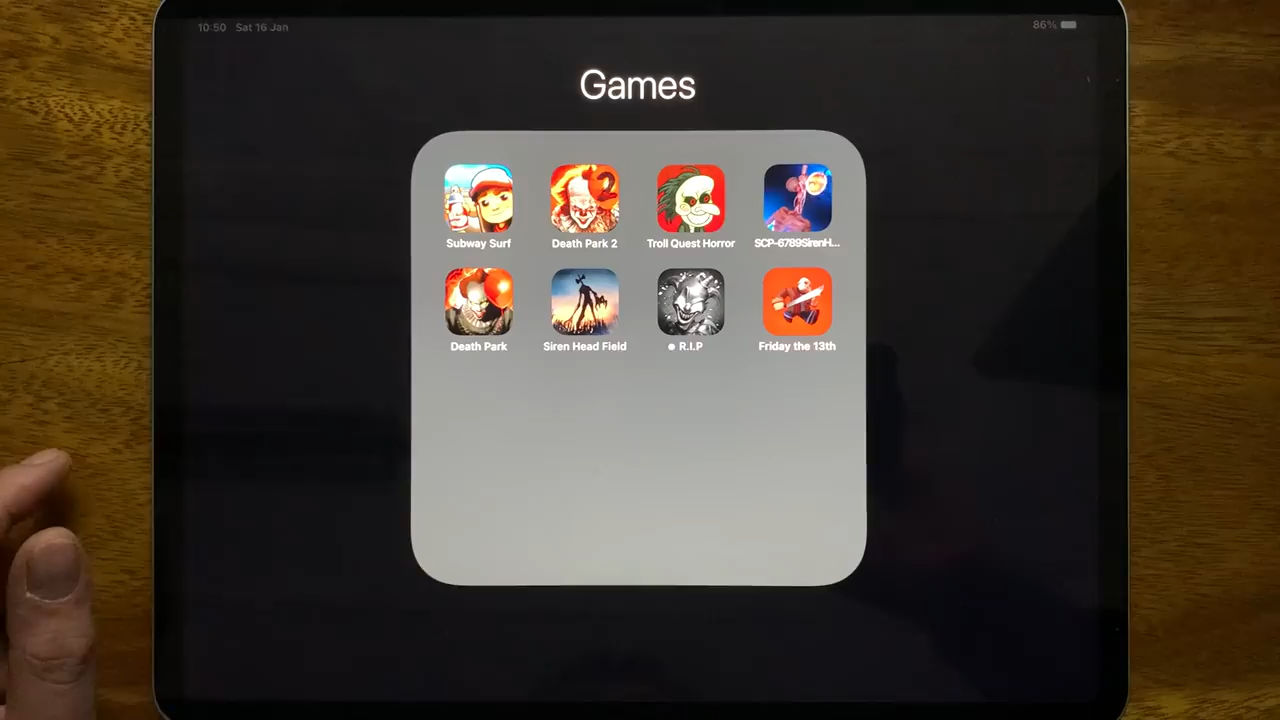 10:50 Sat 16 Jan
86%
Games
2
Subway Surf Death Park 2 Troll Quest Horror SCP-6789SirenH...
Death Park Siren Head Field R.I.P Friday the 13th